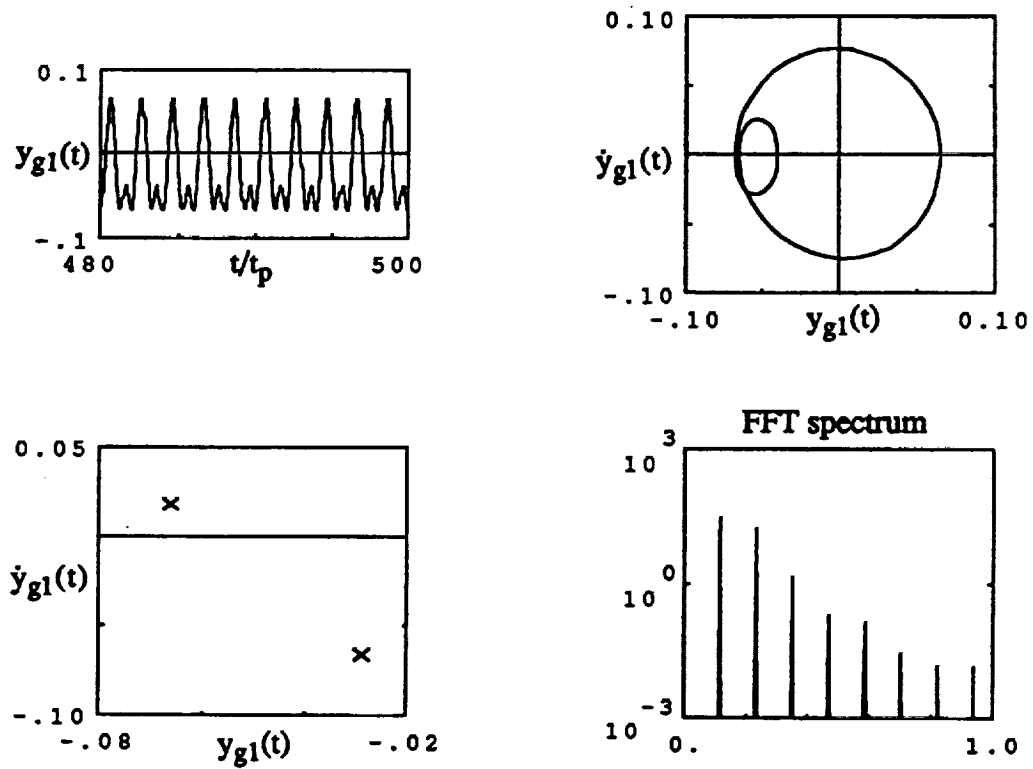 0.1
y_g1(t)
-.1
480
t/t_p
500
0.10
ẏ_g1(t)
-.10
-.10
y_g1(t)
0.10
0.05
ẏ_g1(t)
-.10
-.08
y_g1(t)
-.02
FFT spectrum
10^3
10^0
10^-3
0.
1.0